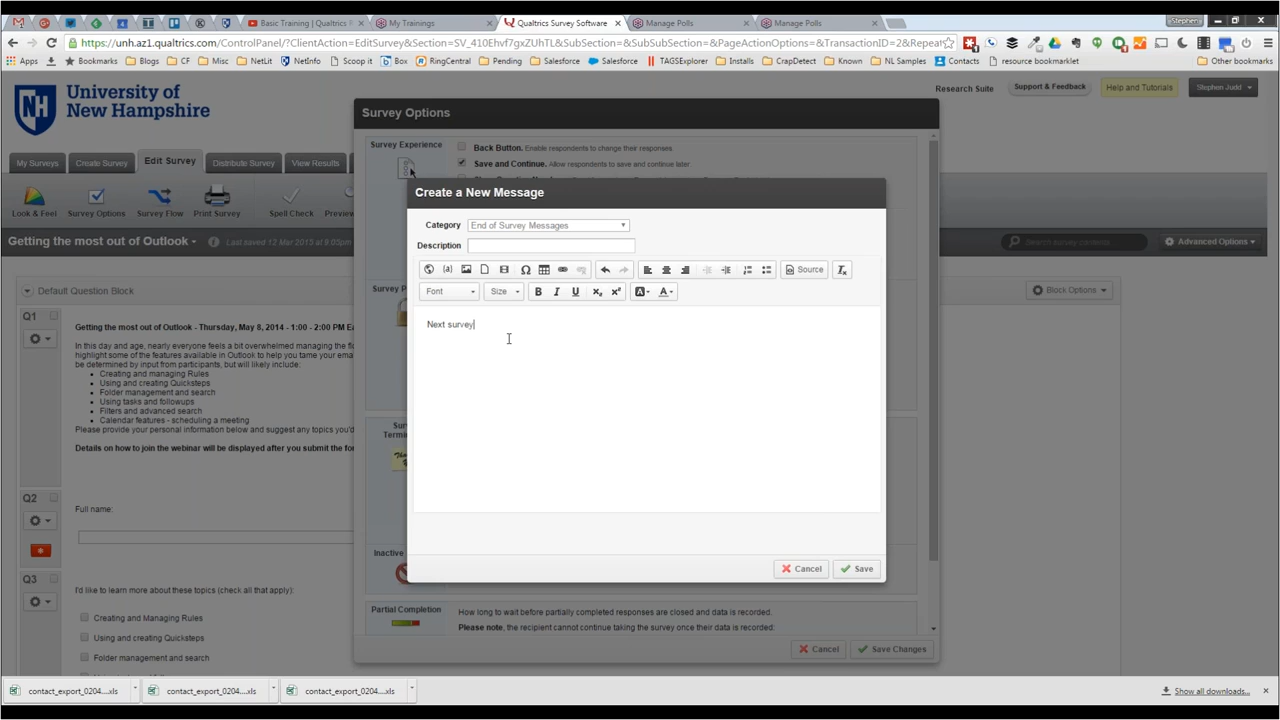 Stephen
Basic Training | Qualtrics
My Trainings
Qualtrics Survey Software
Manage Polls
Manage Polls
https://unh.az1.qualtrics.com/ControlPanel/?ClientAction=EditSurvey&Section=SV_410Ehvf7gxZUhTL&SubSection=&SubSubSection=&PageActionOptions=&TransactionID=2&Repeat
Apps Bookmarks Blogs CF Misc NetLit NetInfo Scoop it Box RingCentral Pending Salesforce Salesforce TAGSExplorer Installs CrapDetect Known NL Samples Contacts resource bookmarklet Other bookmarks
University of
New Hampshire
Research Suite Support & Feedback Help and Tutorials Stephen Judd
My Surveys Create Survey Edit Survey Distribute Survey View Results
Look & Feel Survey Options Survey Flow Print Survey Spell Check
Getting the most out of Outlook Last saved 12 Mar 2015 at 9:05pm
Search survey contents Advanced Options
Default Question Block
Block Options
Q1
Getting the most out of Outlook - Thursday, May 8, 2014 - 1:00 - 2:00 PM
In this day and age, nearly everyone feels a bit overwhelmed managing the
highlight some of the features available in Outlook to help you tame your
be determined by input from participants, but will likely include:
Creating and managing Rules
Using and creating Quicksteps
Folder management and search
Using tasks and followups
Filters and advanced search
Calendar features - scheduling a meeting
Please provide your personal information below and suggest any topics
Details on how to join the webinar will be displayed after you submit the
Q2
Full name:
Q3
I'd like to learn more about these topics (check all that apply):
Creating and Managing Rules
Using and creating Quicksteps
Folder management and search
Survey Options
Survey Experience
Back Button. Enable respondents to change their responses.
Save and Continue. Allow respondents to save and continue later.
Create a New Message
Category End of Survey Messages
Description
Source
Font Size B I U
Next survey
Cancel Save
Inactive
Partial Completion
How long to wait before partially completed responses are closed and data is recorded.
Please note, the recipient cannot continue taking the survey once their data is recorded:
Cancel Save Changes
contact_export_0204....xls contact_export_0204....xls contact_export_0204....xls Show all downloads...